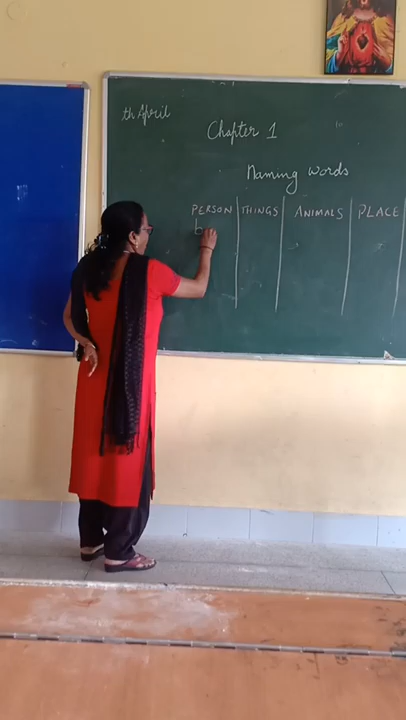 th April
Chapter 1
Naming words
PERSON THINGS ANIMALS PLACE
b